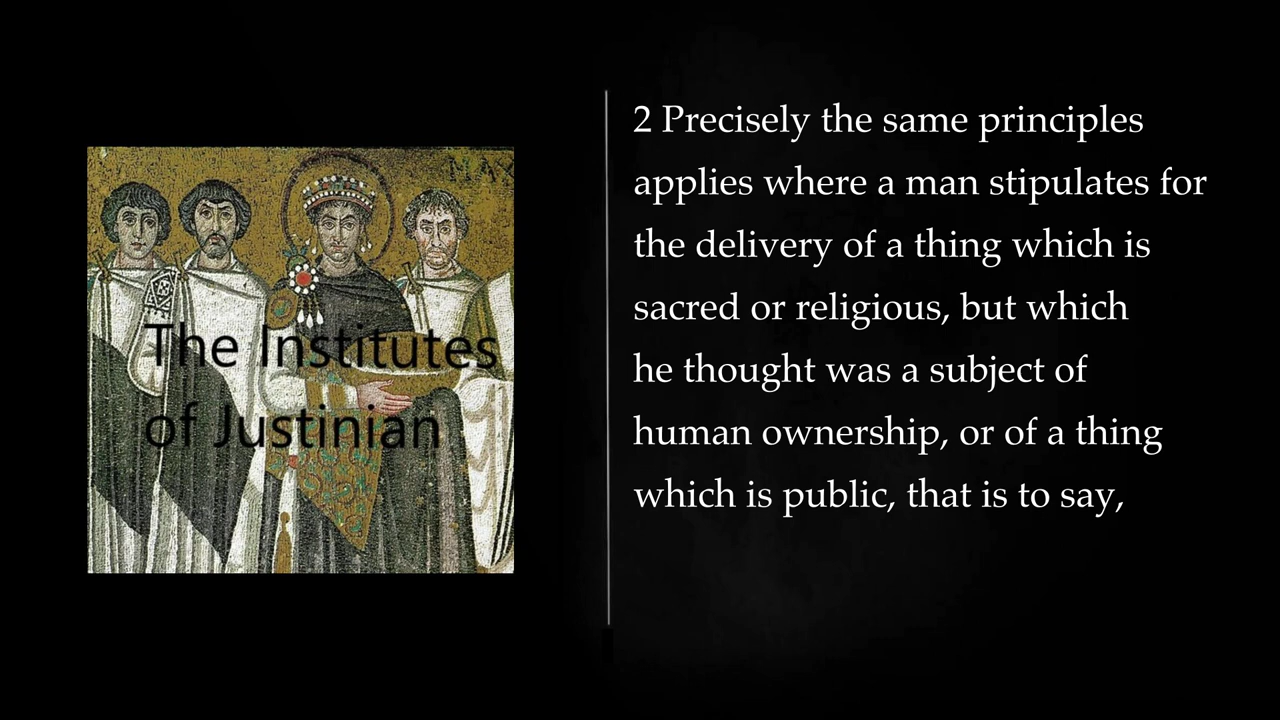 The Institutes
of Justinian
2 Precisely the same principles
applies where a man stipulates for
the delivery of a thing which is
sacred or religious, but which
he thought was a subject of
human ownership, or of a thing
which is public, that is to say,